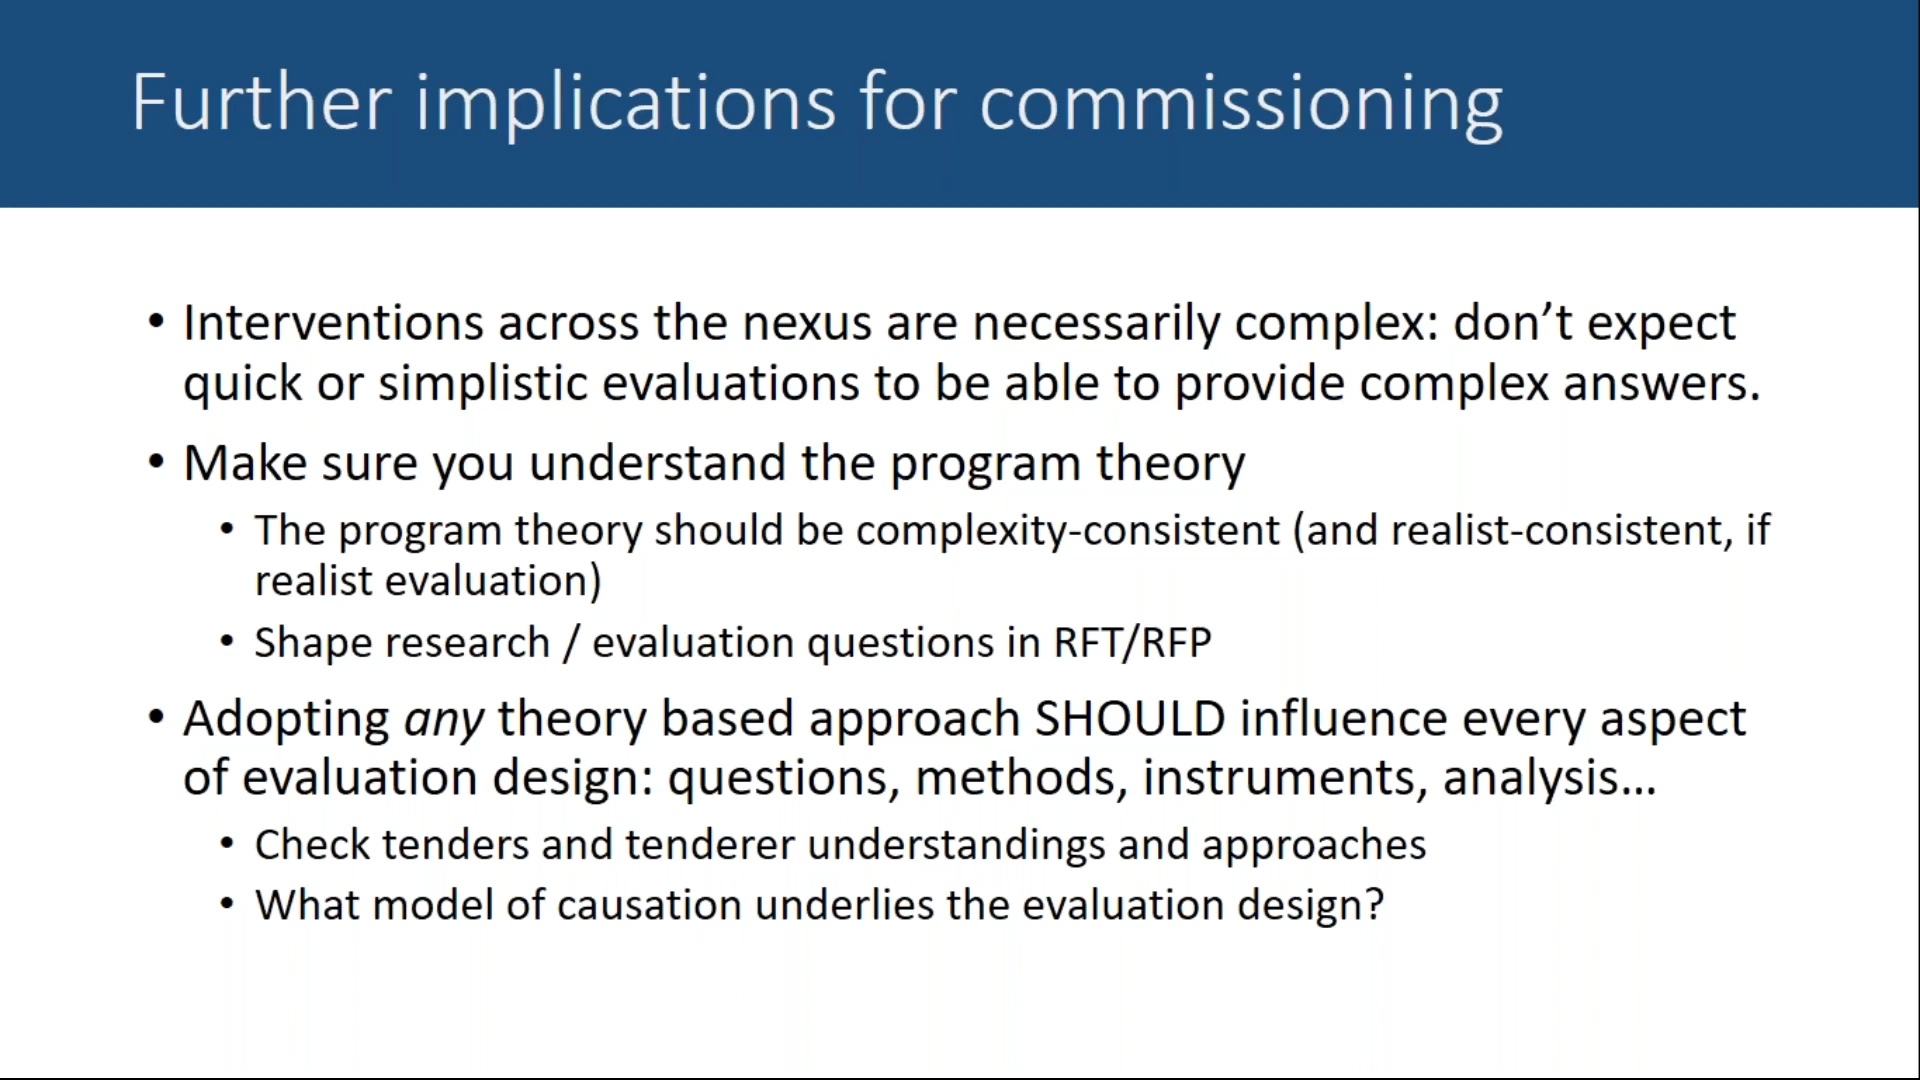 Further implications for commissioning
• Interventions across the nexus are necessarily complex: don’t expect
quick or simplistic evaluations to be able to provide complex answers.
• Make sure you understand the program theory
• The program theory should be complexity-consistent (and realist-consistent, if
realist evaluation)
• Shape research / evaluation questions in RFT/RFP
• Adopting any theory based approach SHOULD influence every aspect
of evaluation design: questions, methods, instruments, analysis…
• Check tenders and tenderer understandings and approaches
• What model of causation underlies the evaluation design?